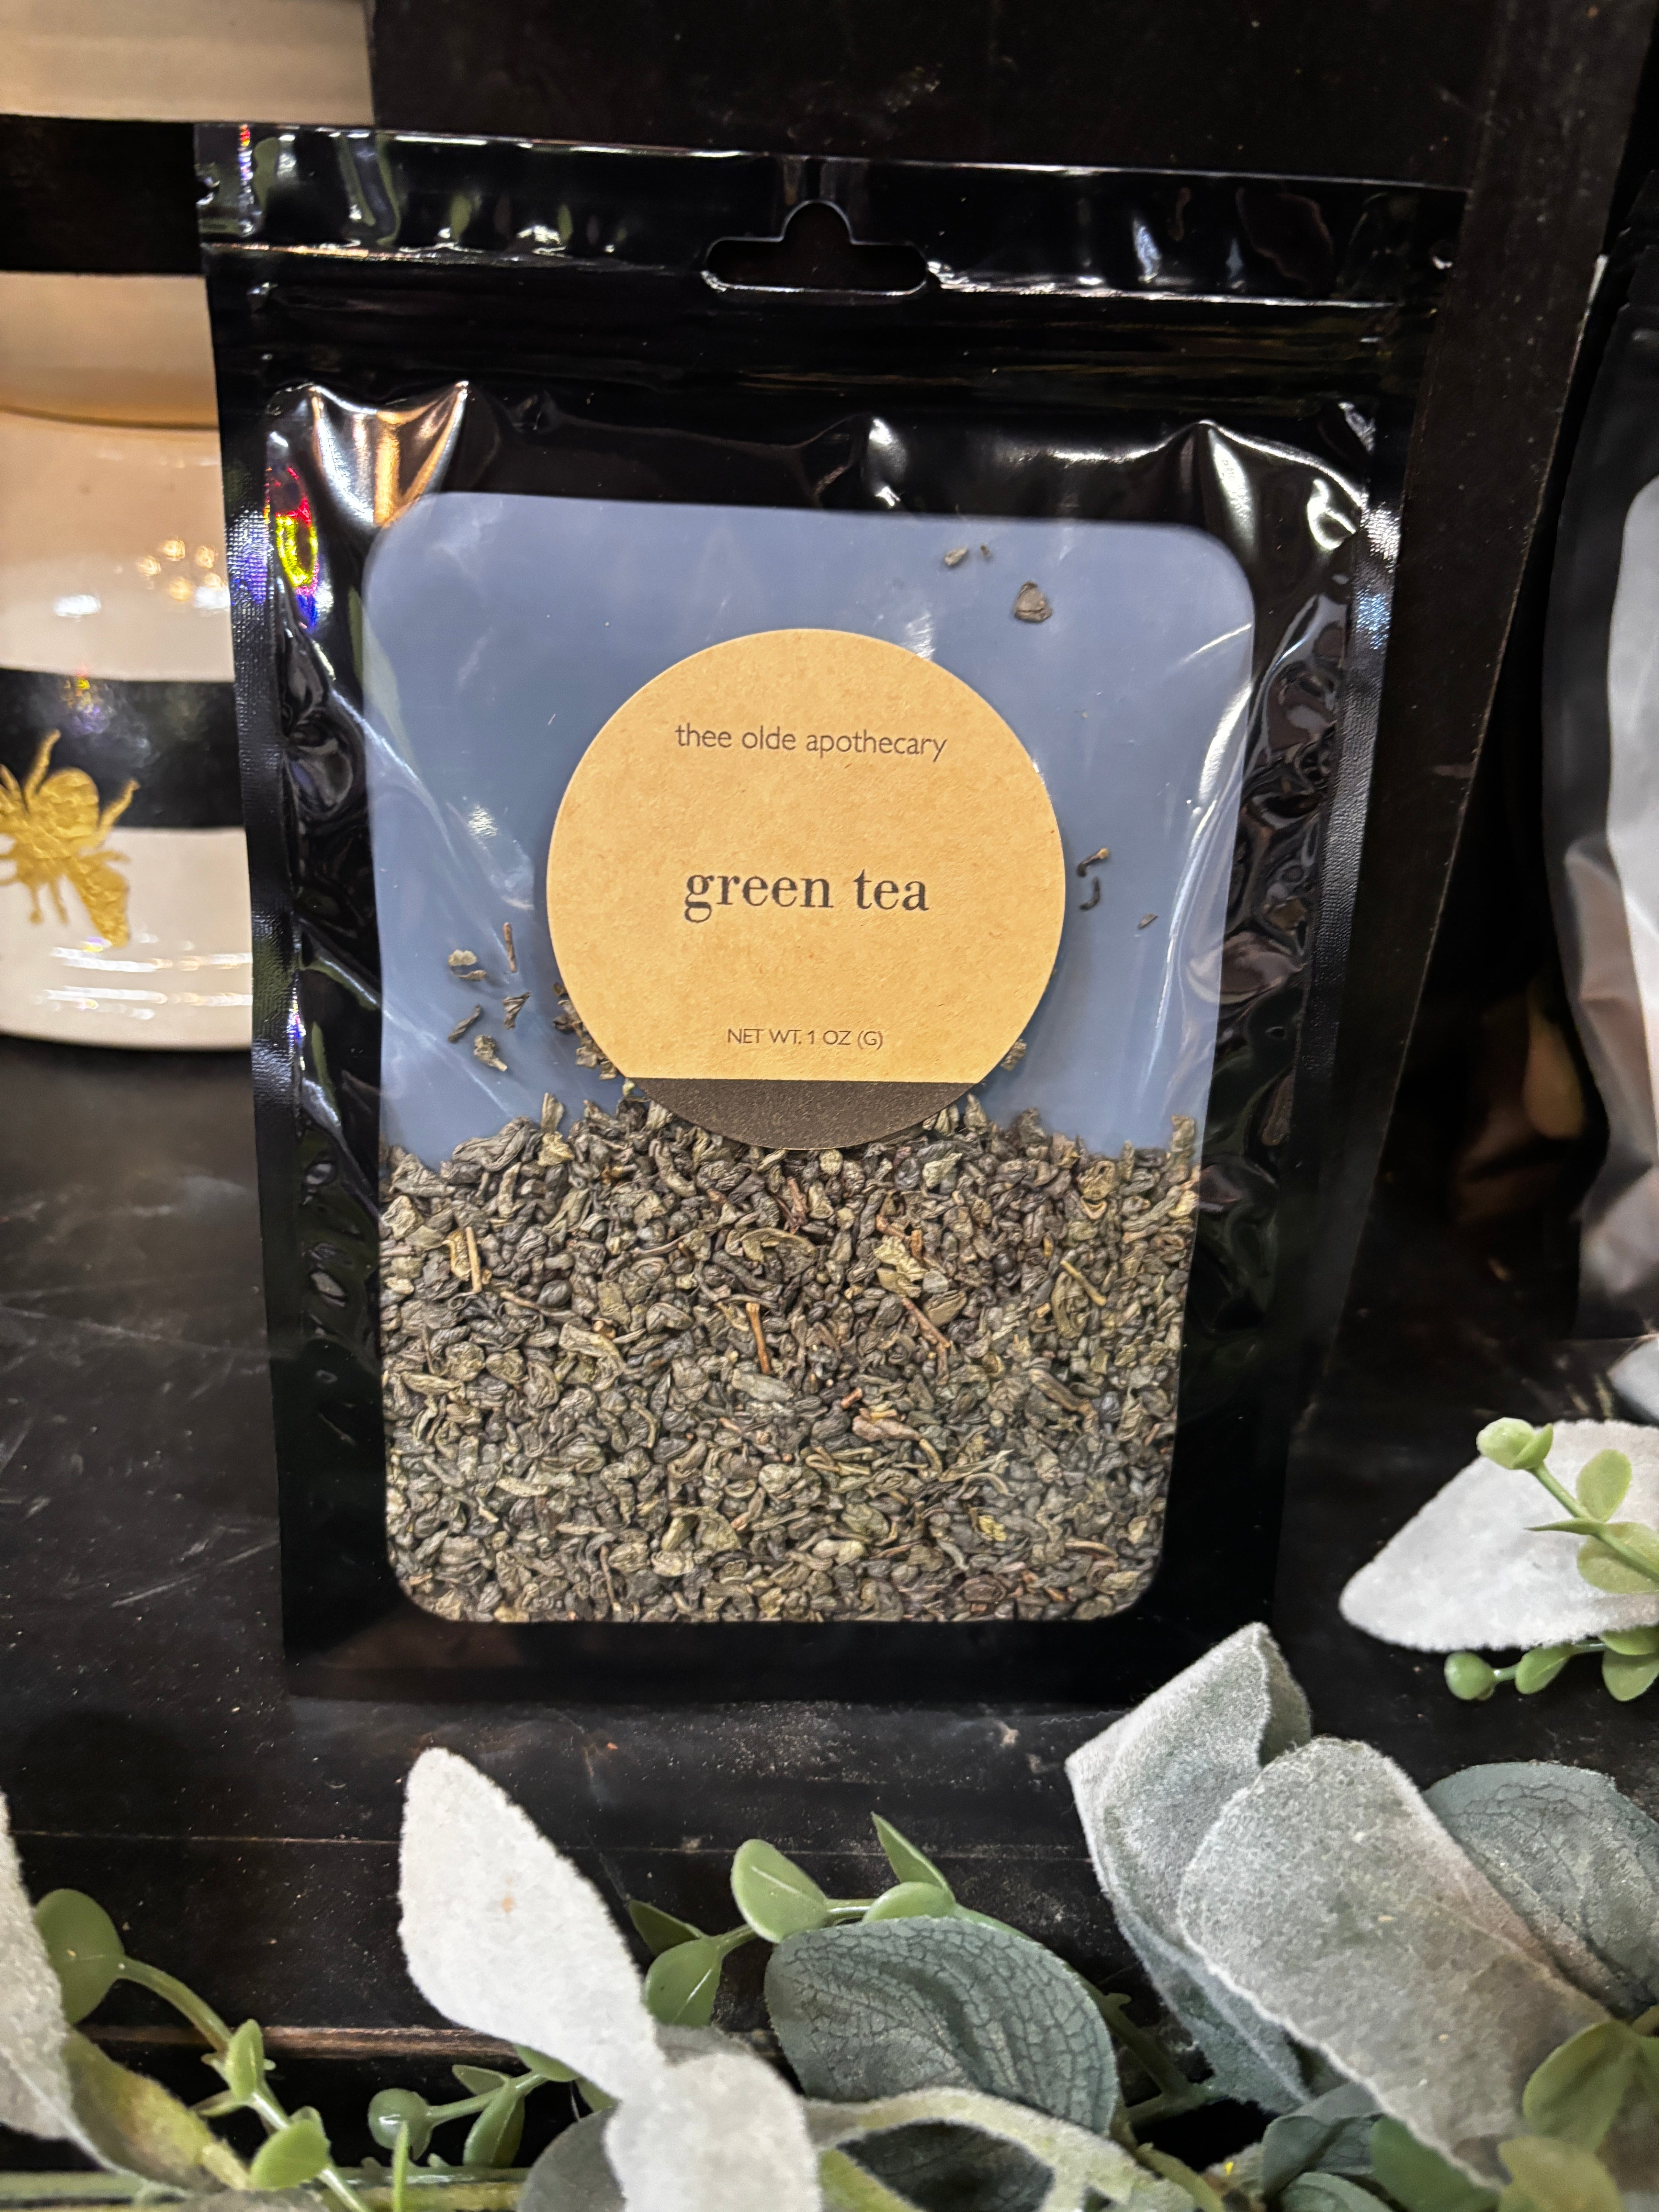 thee olde apothecary
green tea
NET WT. 1 OZ (G)